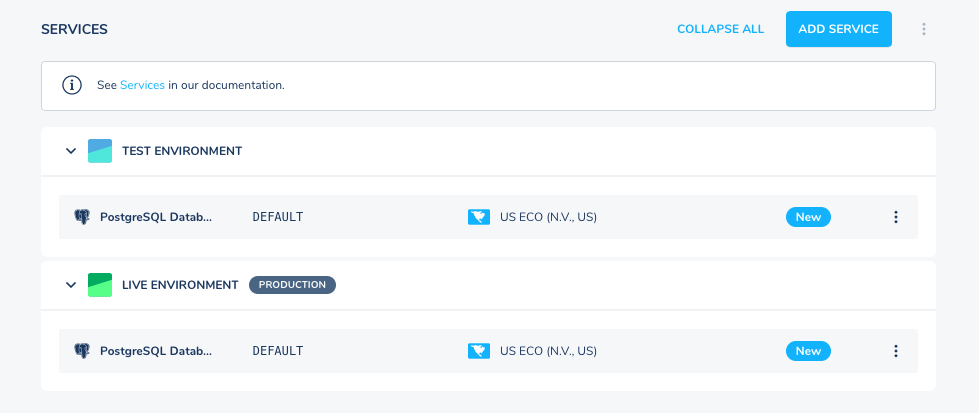 SERVICES
COLLAPSE ALL
ADD SERVICE
See Services in our documentation.
TEST ENVIRONMENT
PostgreSQL Datab... DEFAULT US ECO (N.V., US) New
LIVE ENVIRONMENT PRODUCTION
PostgreSQL Datab... DEFAULT US ECO (N.V., US) New